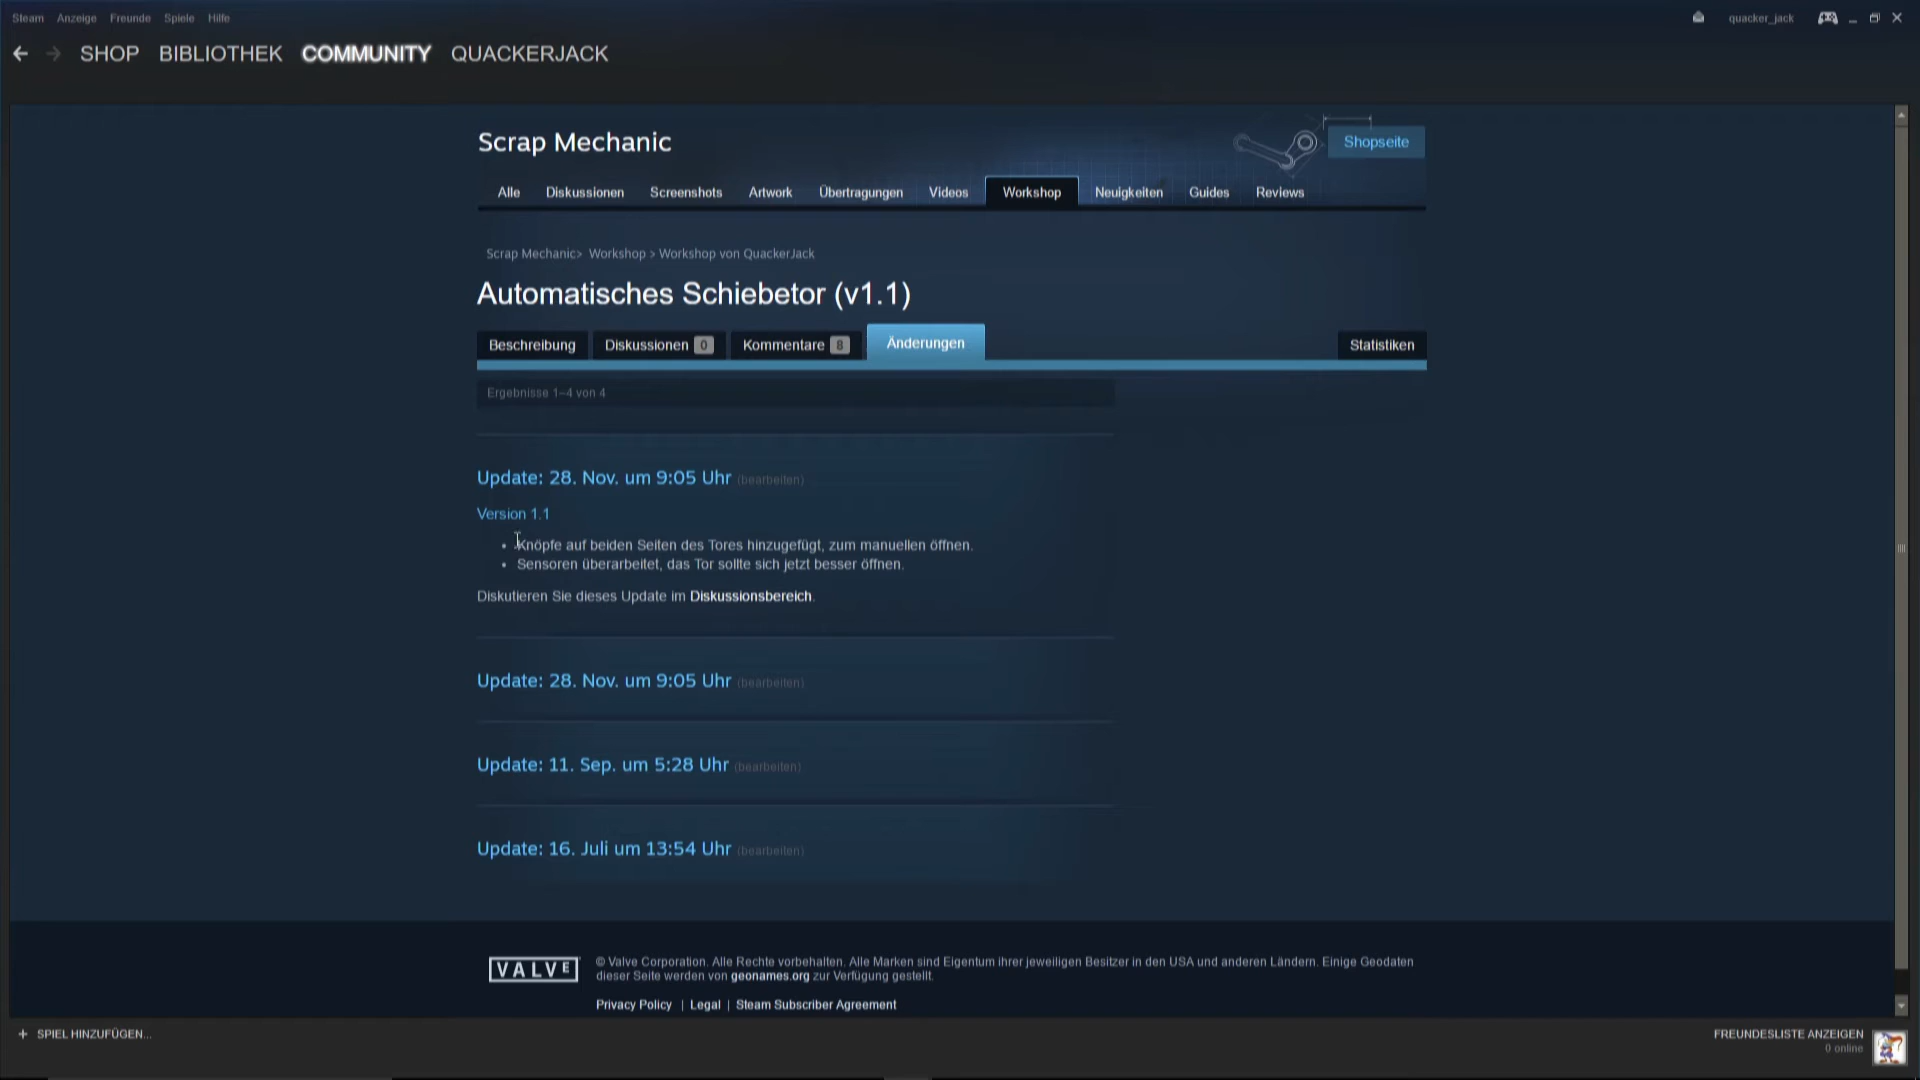 Steam Anzeige Freunde Spiele Hilfe
quacker_jack
SHOP BIBLIOTHEK COMMUNITY QUACKERJACK
Scrap Mechanic
Shopseite
Alle Diskussionen Screenshots Artwork Übertragungen Videos Workshop Neuigkeiten Guides Reviews
Scrap Mechanic> Workshop > Workshop von QuackerJack
Automatisches Schiebetor (v1.1)
Beschreibung Diskussionen 0 Kommentare 8 Änderungen Statistiken
Ergebnisse 1–4 von 4
Update: 28. Nov. um 9:05 Uhr (bearbeiten)
Version 1.1
• Knöpfe auf beiden Seiten des Tores hinzugefügt, zum manuellen öffnen.
• Sensoren überarbeitet, das Tor sollte sich jetzt besser öffnen.
Diskutieren Sie dieses Update im Diskussionsbereich.
Update: 28. Nov. um 9:05 Uhr (bearbeiten)
Update: 11. Sep. um 5:28 Uhr (bearbeiten)
Update: 16. Juli um 13:54 Uhr (bearbeiten)
VALVE
© Valve Corporation. Alle Rechte vorbehalten. Alle Marken sind Eigentum ihrer jeweiligen Besitzer in den USA und anderen Ländern. Einige Geodaten
dieser Seite werden von geonames.org zur Verfügung gestellt.
Privacy Policy | Legal | Steam Subscriber Agreement
+ SPIEL HINZUFÜGEN...
FREUNDESLISTE ANZEIGEN
0 online